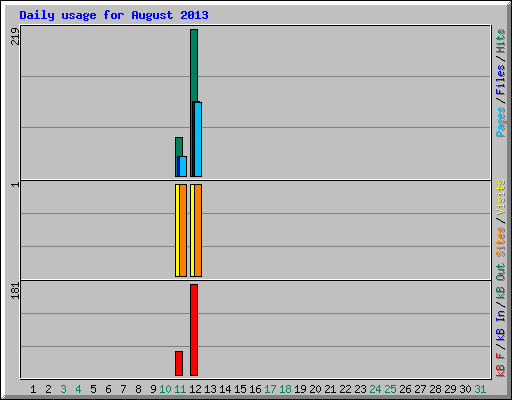 Daily usage for August 2013
219
Pages / Files / Hits
1
Sites / Visits
181
kB F / kB In / kB Out
1 2 3 4 5 6 7 8 9 10 11 12 13 14 15 16 17 18 19 20 21 22 23 24 25 26 27 28 29 30 31